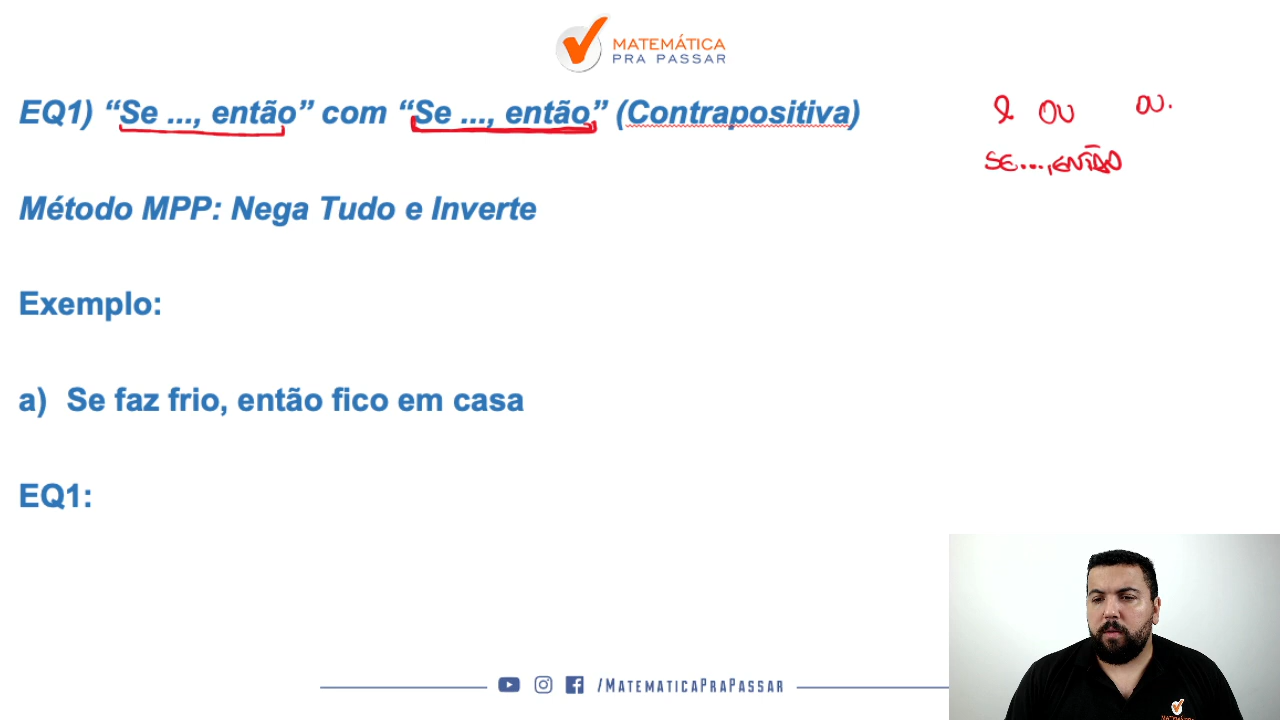 MATEMÁTICA
PRA PASSAR
EQ1) “Se ..., então” com “Se ..., então” (Contrapositiva)
OU OU.
SE...,ENTÃO
Método MPP: Nega Tudo e Inverte
Exemplo:
a) Se faz frio, então fico em casa
EQ1:
/MATEMATICAPRAPASSAR